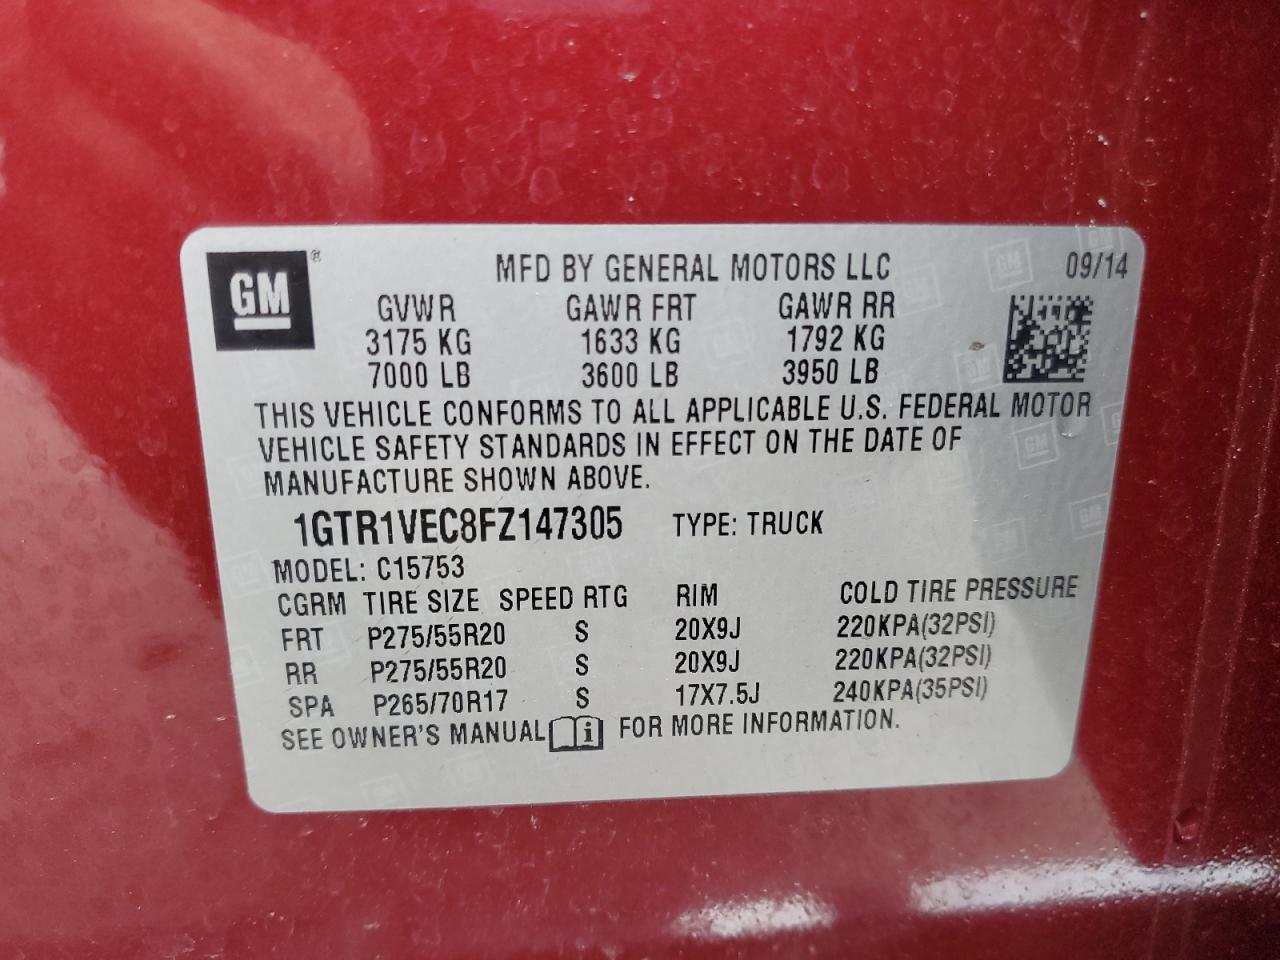 GM ® MFD BY GENERAL MOTORS LLC 09/14
GVWR GAWR FRT GAWR RR
3175 KG 1633 KG 1792 KG
7000 LB 3600 LB 3950 LB
THIS VEHICLE CONFORMS TO ALL APPLICABLE U.S. FEDERAL MOTOR
VEHICLE SAFETY STANDARDS IN EFFECT ON THE DATE OF
MANUFACTURE SHOWN ABOVE.
1GTR1VEC8FZ147305 TYPE: TRUCK
MODEL: C15753
CGRM TIRE SIZE SPEED RTG RIM COLD TIRE PRESSURE
FRT P275/55R20 S 20X9J 220KPA(32PSI)
RR P275/55R20 S 20X9J 220KPA(32PSI)
SPA P265/70R17 S 17X7.5J 240KPA(35PSI)
SEE OWNER'S MANUAL i FOR MORE INFORMATION.